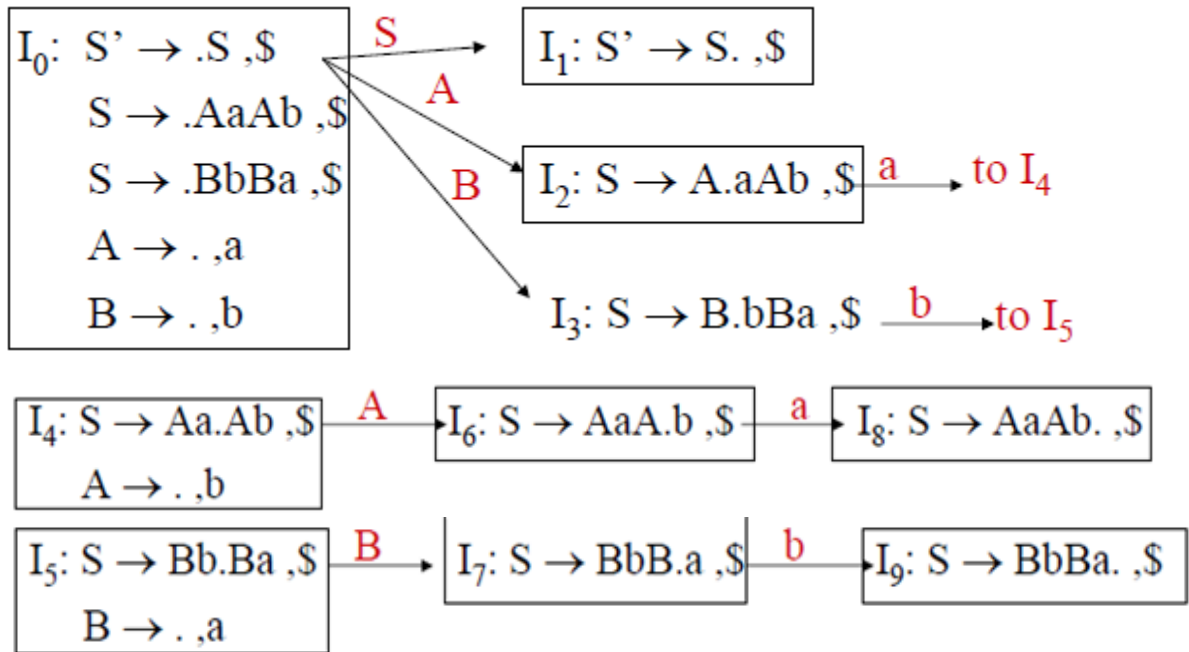 I₀: S’ → .S ,$
S → .AaAb ,$
S → .BbBa ,$
A → . ,a
B → . ,b
S
A
B
I₁: S’ → S. ,$
I₂: S → A.aAb ,$ a to I₄
I₃: S → B.bBa ,$ b to I₅
I₄: S → Aa.Ab ,$ A I₆: S → AaA.b ,$ a I₈: S → AaAb. ,$
A → . ,b
I₅: S → Bb.Ba ,$ B I₇: S → BbB.a ,$ b I₉: S → BbBa. ,$
B → . ,a